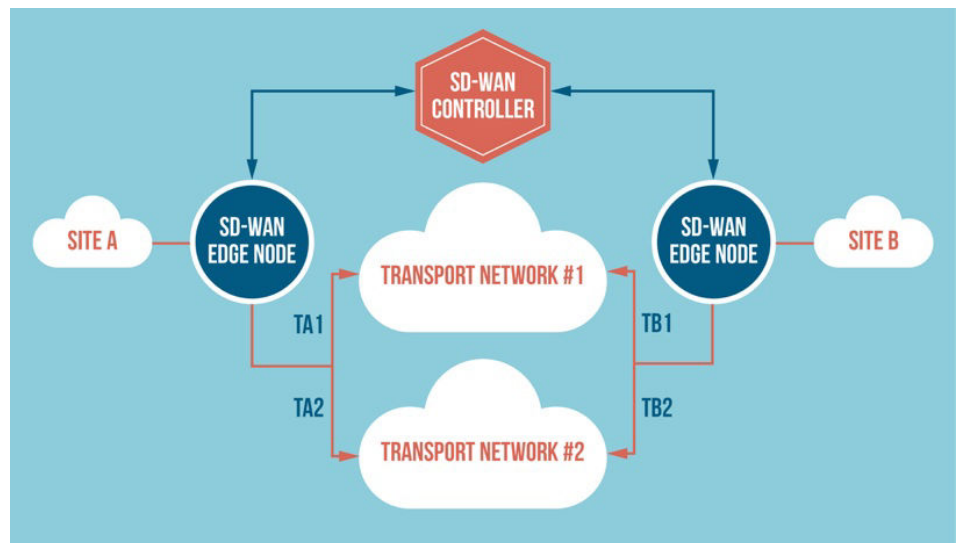 SD-WAN
CONTROLLER
SITE A
SD-WAN
EDGE NODE
SD-WAN
EDGE NODE
SITE B
TRANSPORT NETWORK #1
TA1
TB1
TA2
TB2
TRANSPORT NETWORK #2